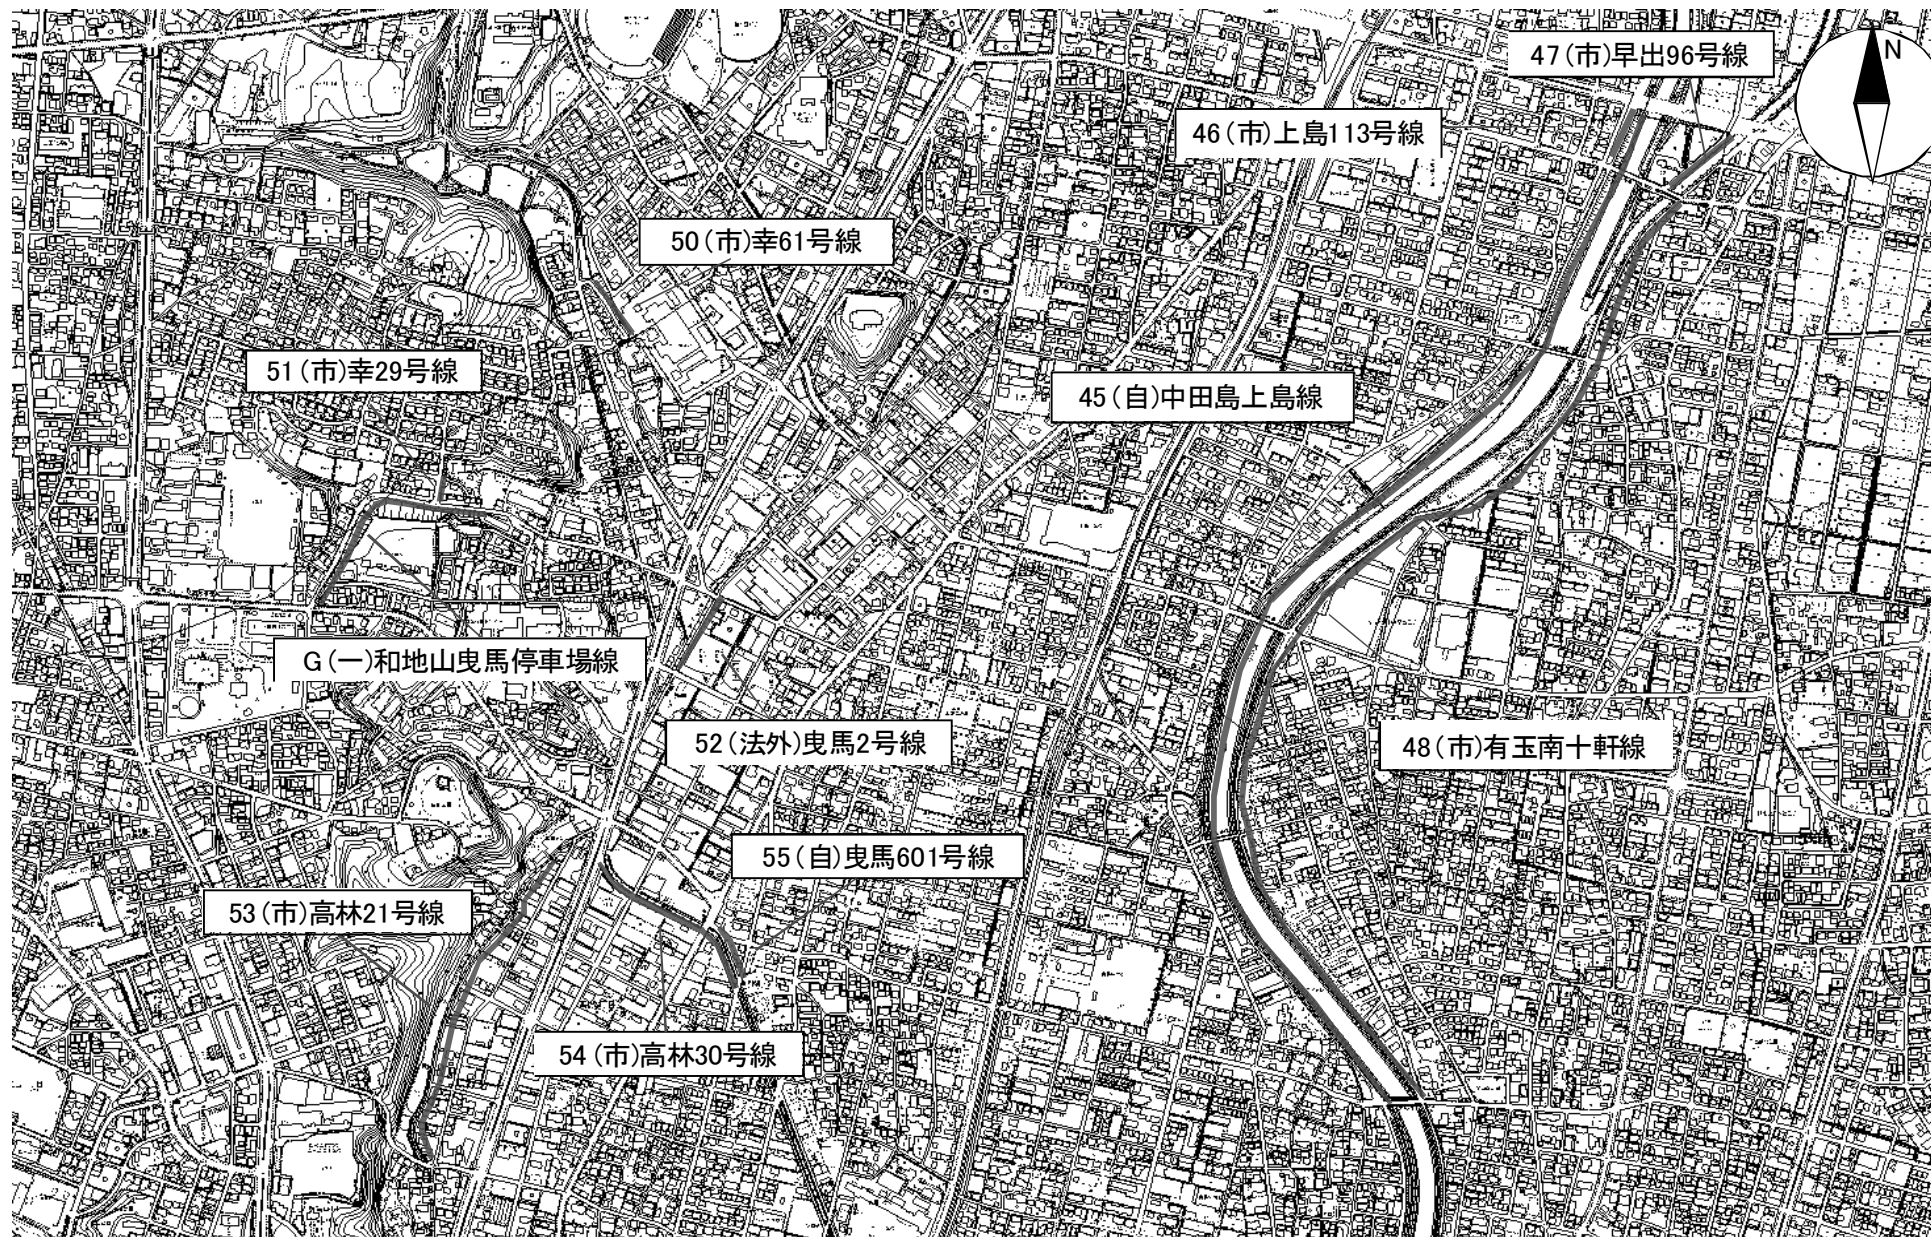 47(市)早出96号線
N
46(市)上島113号線
50(市)幸61号線
51(市)幸29号線
45(自)中田島上島線
G(一)和地山曳馬停車場線
52(法外)曳馬2号線
48(市)有玉南十軒線
55(自)曳馬601号線
53(市)高林21号線
54(市)高林30号線